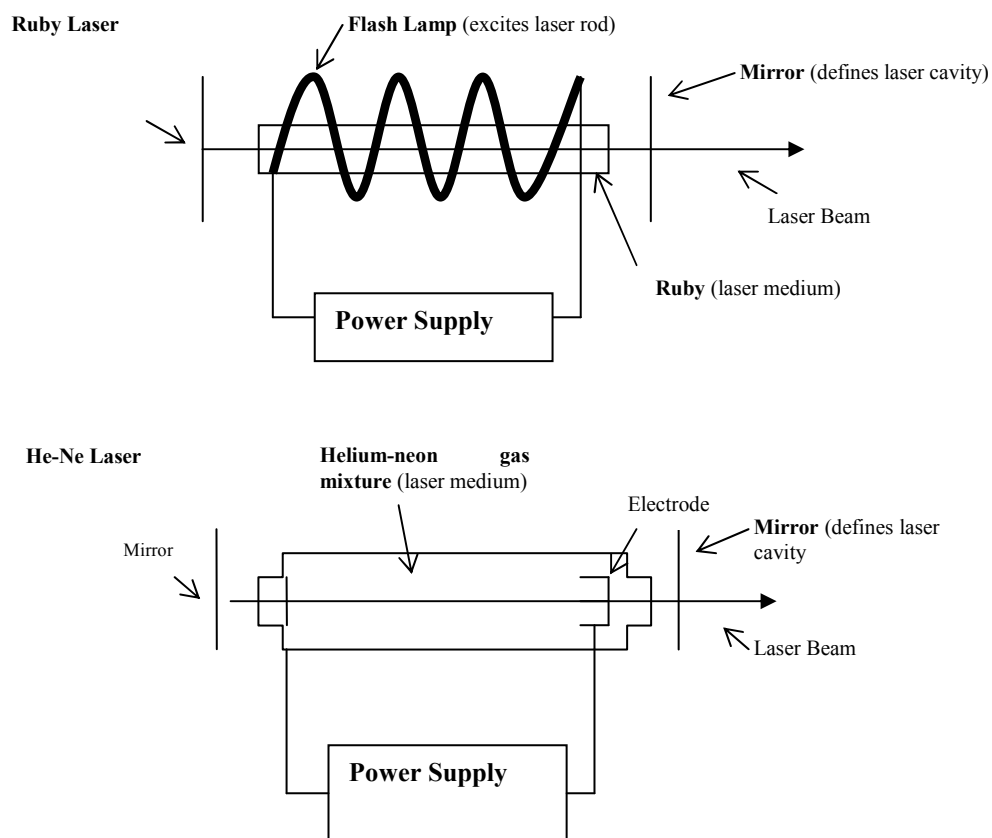 Ruby Laser
Flash Lamp (excites laser rod)
Mirror (defines laser cavity)
Laser Beam
Ruby (laser medium)
Power Supply
He-Ne Laser
Helium-neon gas
mixture (laser medium)
Electrode
Mirror
Mirror (defines laser
cavity
Laser Beam
Power Supply